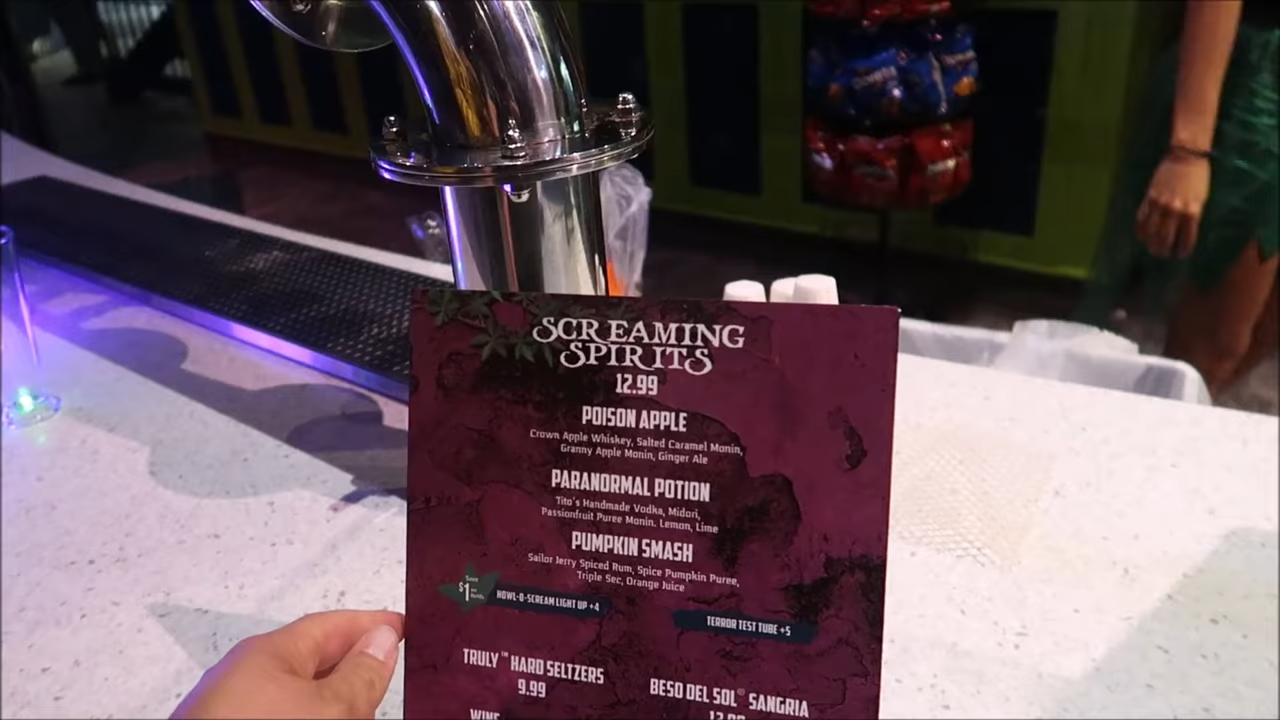 SCREAMING
SPIRITS
12.99
POISON APPLE
Crown Apple Whiskey, Salted Caramel Monin,
Granny Apple Monin, Ginger Ale
PARANORMAL POTION
Tito's Handmade Vodka, Midori,
Passionfruit Puree Monin. Lemon, Lime
PUMPKIN SMASH
Sailor Jerry Spiced Rum, Spice Pumpkin Puree,
Triple Sec, Orange Juice
Save
$1
HOWL-O-SCREAM LIGHT UP +4
TERROR TEST TUBE +5
TRULY™ HARD SELTZERS
9.99
BESO DEL SOL® SANGRIA
WINE